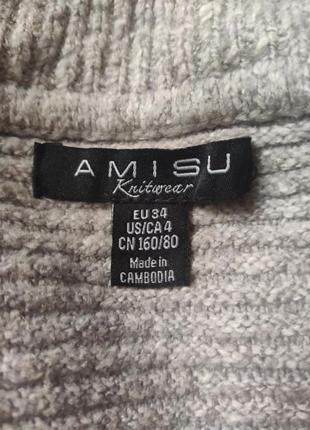 AMISU
Knitwear
EU 34
US/CA 4
CN 160/80
Made in
CAMBODIA